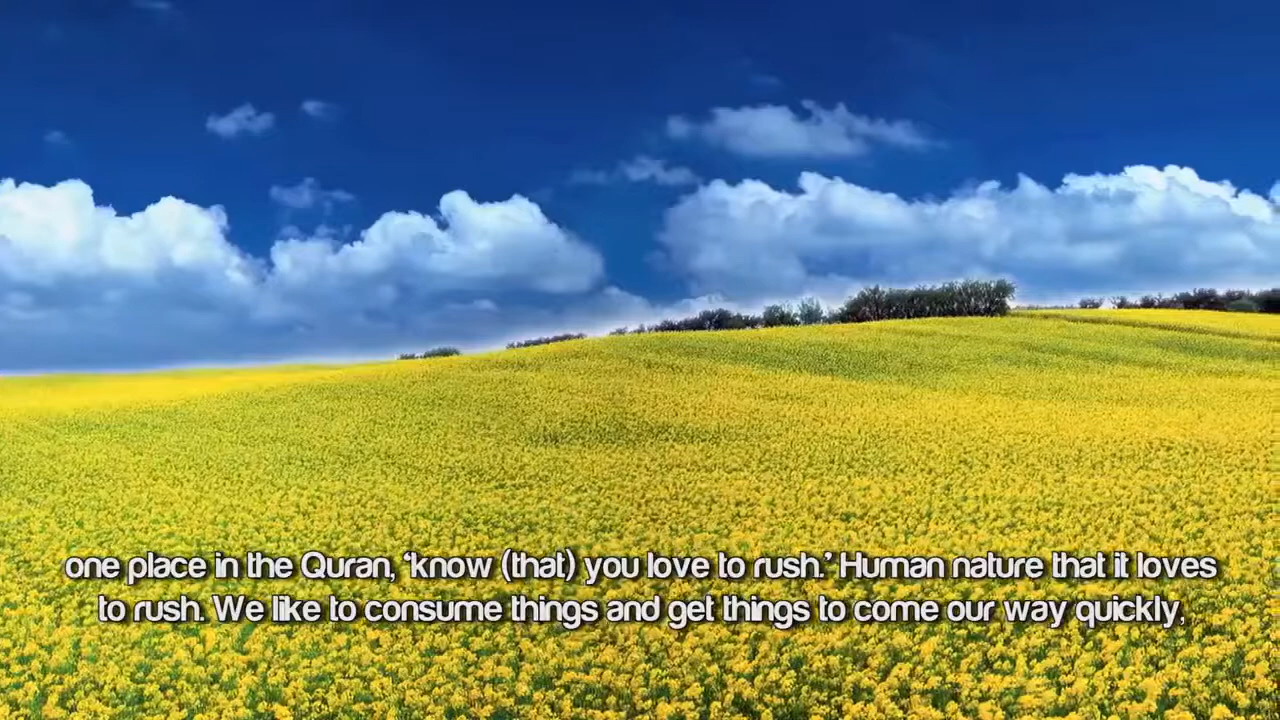 one place in the Quran, ‘know (that) you love to rush.’ Human nature that it loves
to rush. We like to consume things and get things to come our way quickly,